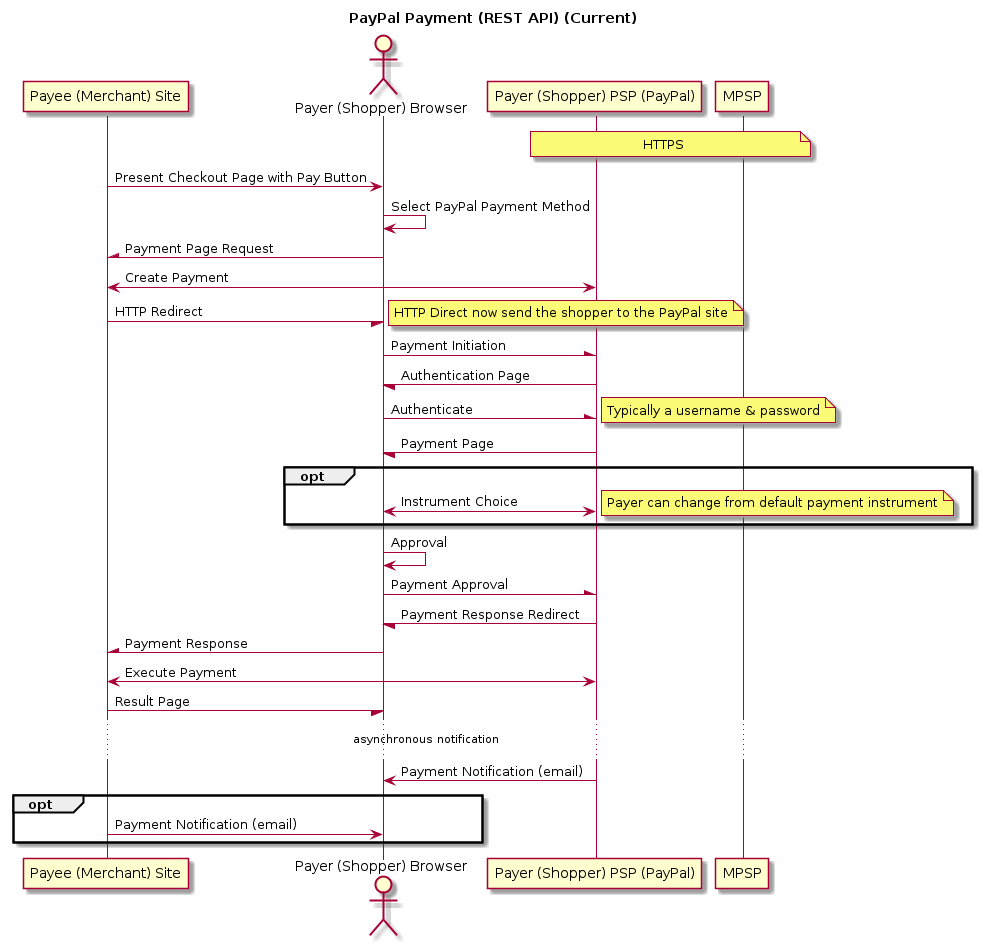 PayPal Payment (REST API) (Current)
Payee (Merchant) Site
Payer (Shopper) Browser
Payer (Shopper) PSP (PayPal)
MPSP
HTTPS
Present Checkout Page with Pay Button
Select PayPal Payment Method
Payment Page Request
Create Payment
HTTP Redirect
HTTP Direct now send the shopper to the PayPal site
Payment Initiation
Authentication Page
Authenticate
Typically a username & password
Payment Page
opt
Instrument Choice
Payer can change from default payment instrument
Approval
Payment Approval
Payment Response Redirect
Payment Response
Execute Payment
Result Page
asynchronous notification
Payment Notification (email)
opt
Payment Notification (email)
Payee (Merchant) Site
Payer (Shopper) Browser
Payer (Shopper) PSP (PayPal)
MPSP